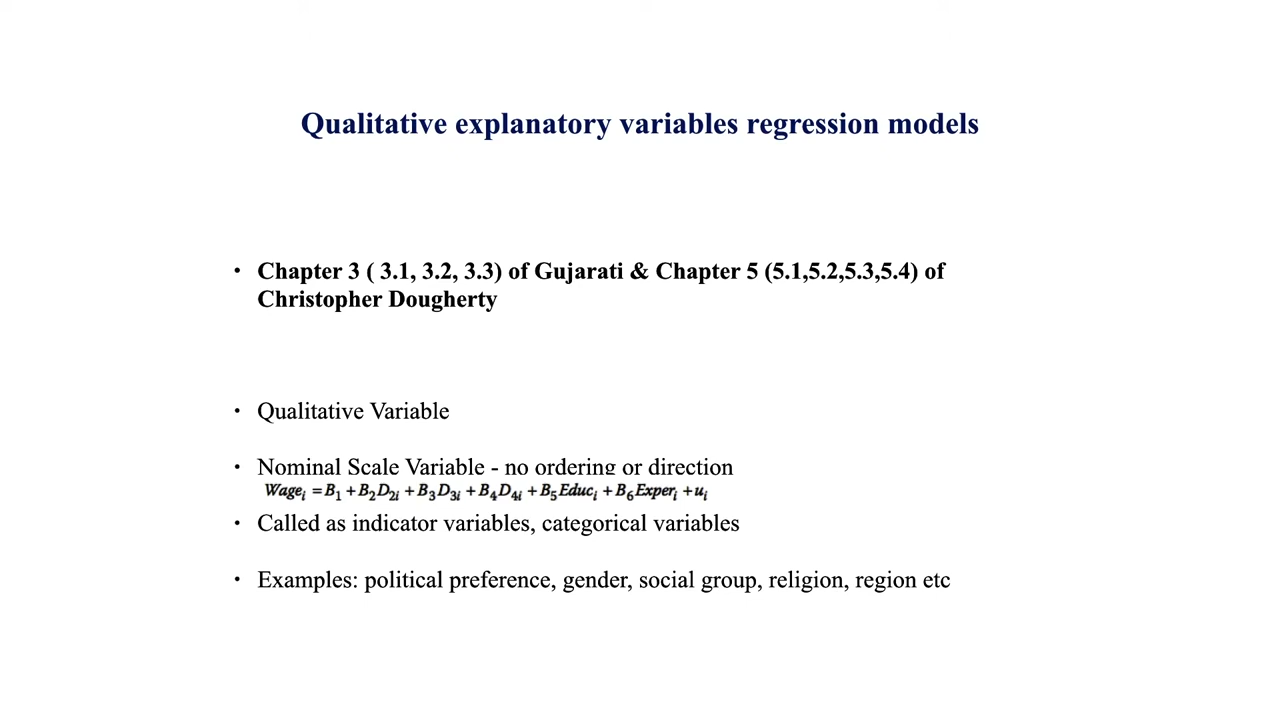 Qualitative explanatory variables regression models
• Chapter 3 ( 3.1, 3.2, 3.3) of Gujarati & Chapter 5 (5.1,5.2,5.3,5.4) of
Christopher Dougherty
• Qualitative Variable
• Nominal Scale Variable - no ordering or direction
Wageᵢ = B₁ + B₂D₂ᵢ + B₃D₃ᵢ + B₄D₄ᵢ + B₅Educᵢ + B₆Experᵢ + uᵢ
• Called as indicator variables, categorical variables
• Examples: political preference, gender, social group, religion, region etc